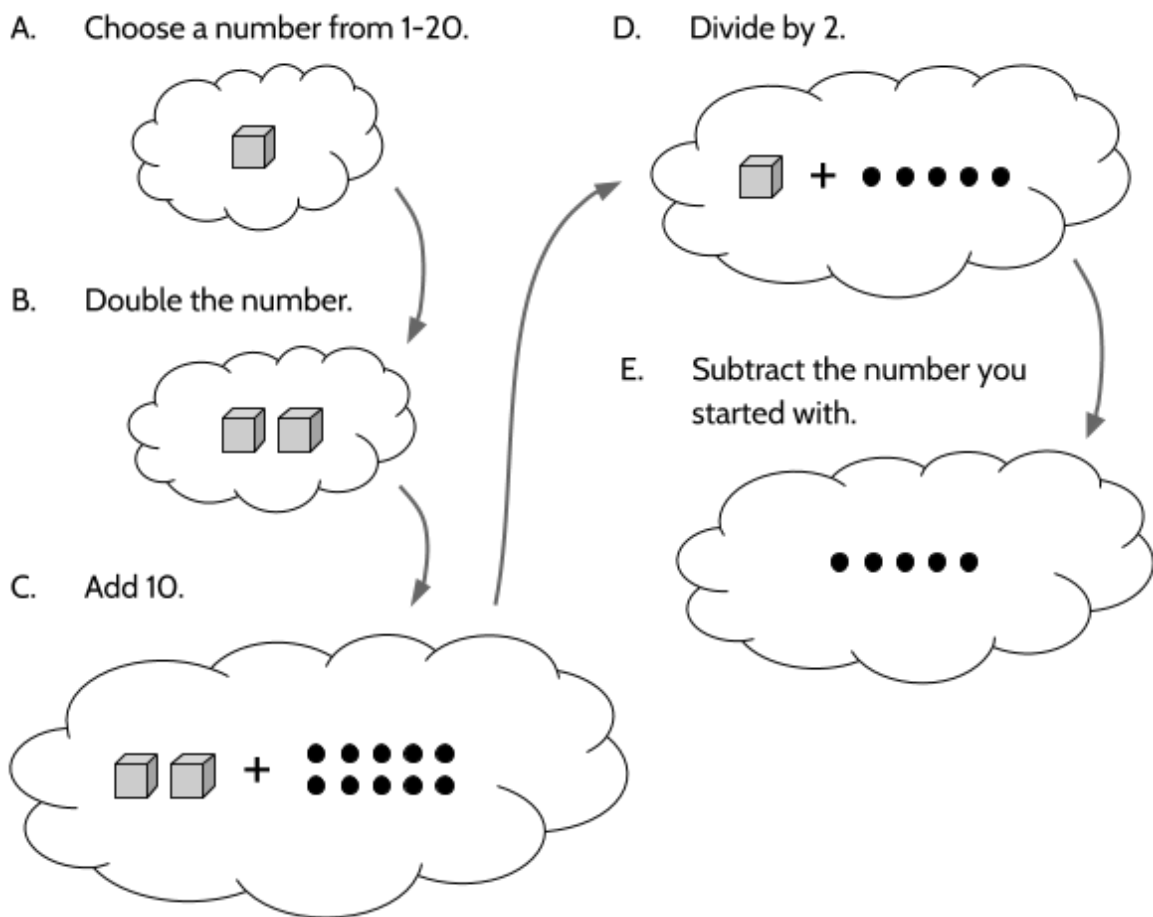 A. Choose a number from 1-20.
B. Double the number.
C. Add 10.
+
D. Divide by 2.
+
E. Subtract the number you
started with.